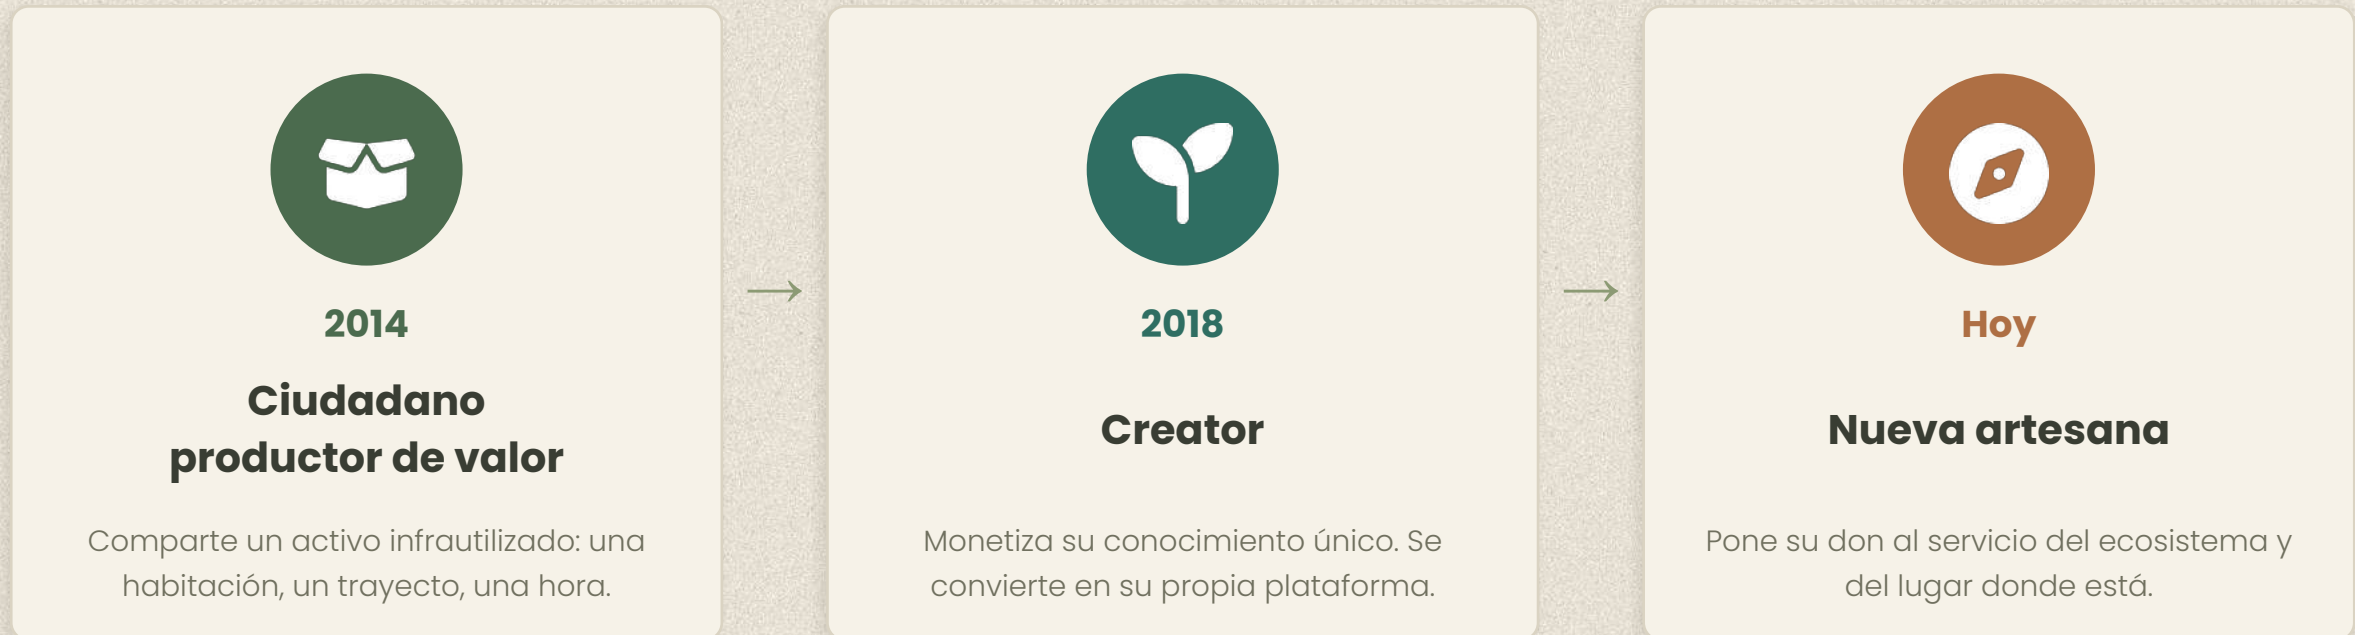 2014
Ciudadano
productor de valor
Comparte un activo infrautilizado: una
habitación, un trayecto, una hora.
→
2018
Creator
Monetiza su conocimiento único. Se
convierte en su propia plataforma.
→
Hoy
Nueva artesana
Pone su don al servicio del ecosistema y
del lugar donde está.